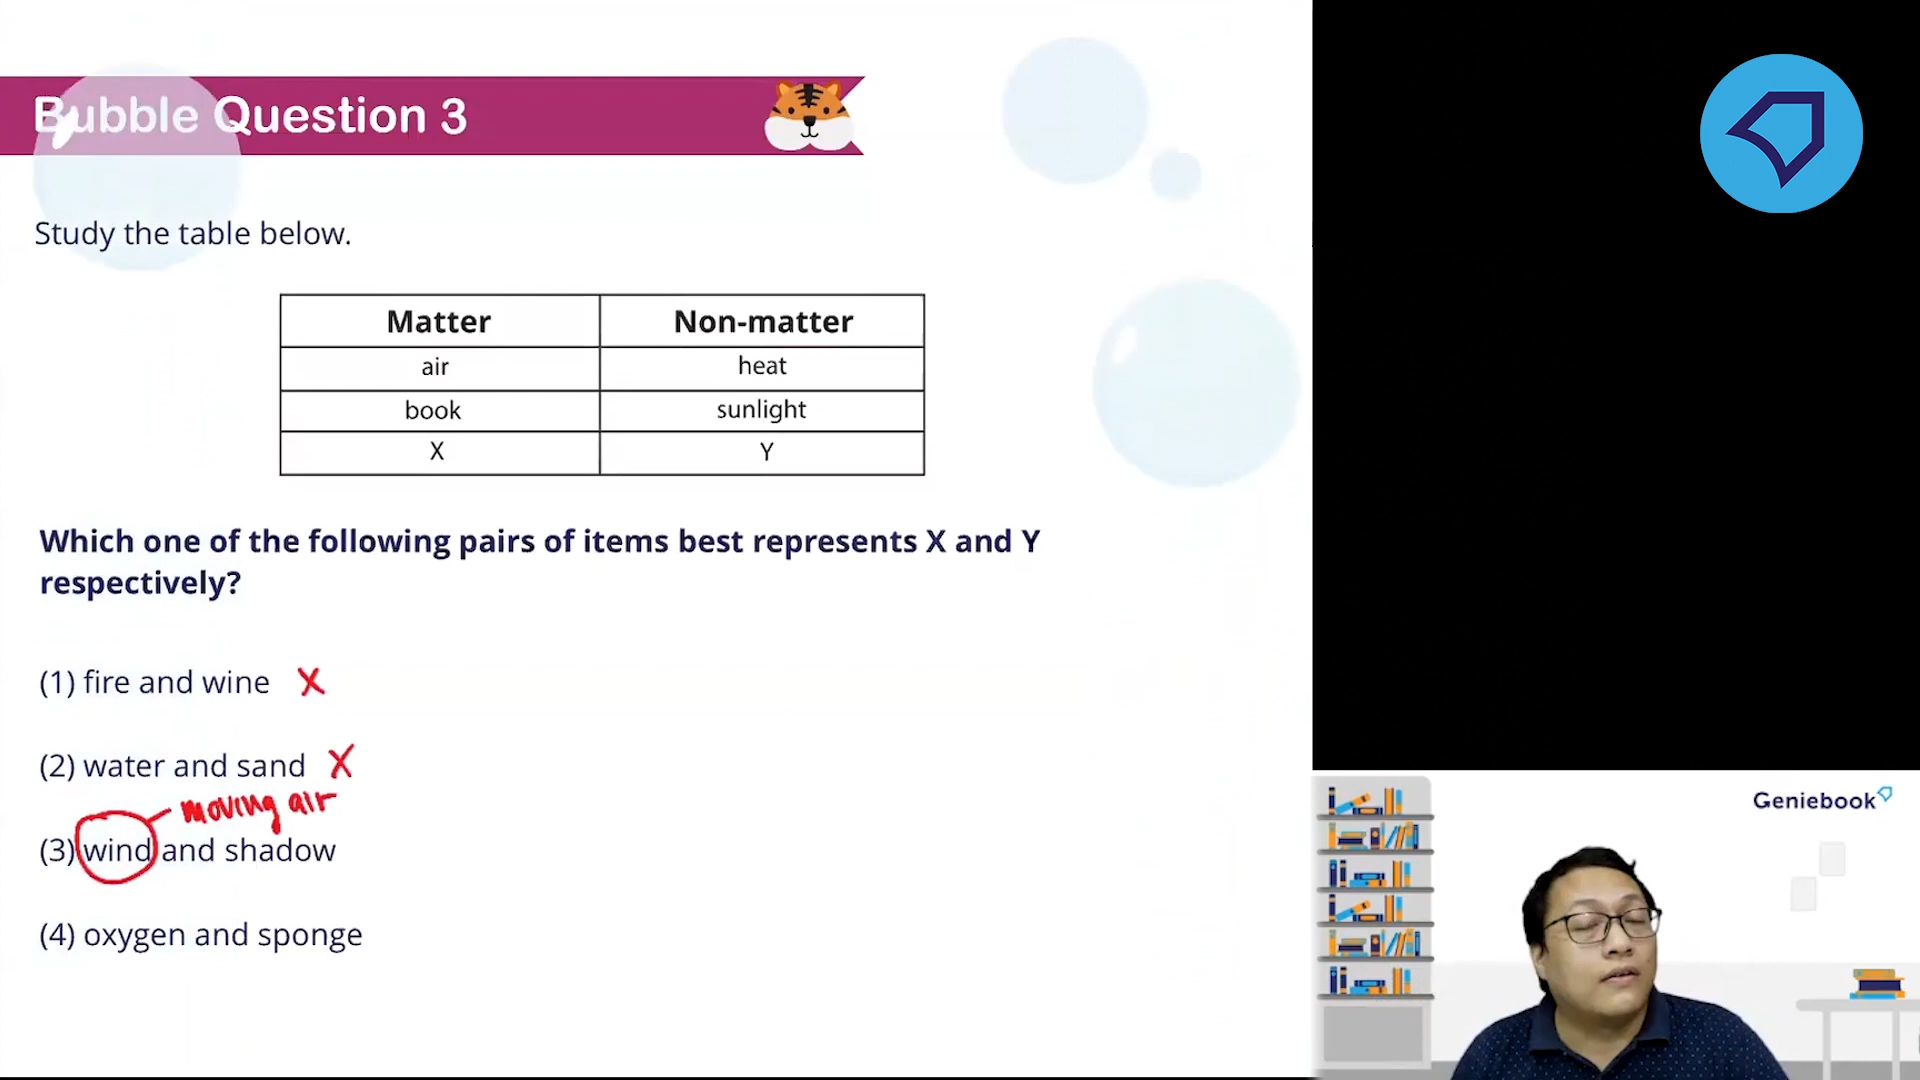 Bubble Question 3
Study the table below.
Matter Non-matter
air heat
book sunlight
X Y
Which one of the following pairs of items best represents X and Y
respectively?
(1) fire and wine X
(2) water and sand X
moving air
(3) wind and shadow
(4) oxygen and sponge
Geniebook